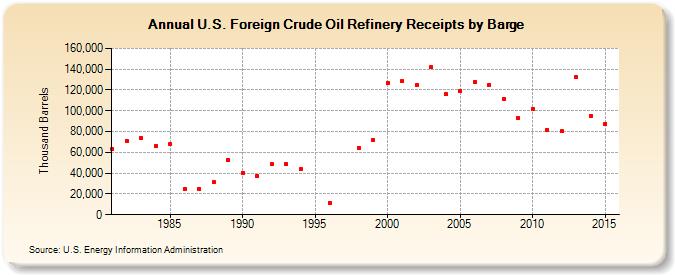 Annual U.S. Foreign Crude Oil Refinery Receipts by Barge
Thousand Barrels
160,000
140,000
120,000
100,000
80,000
60,000
40,000
20,000
0
1985 1990 1995 2000 2005 2010 2015
Source: U.S. Energy Information Administration